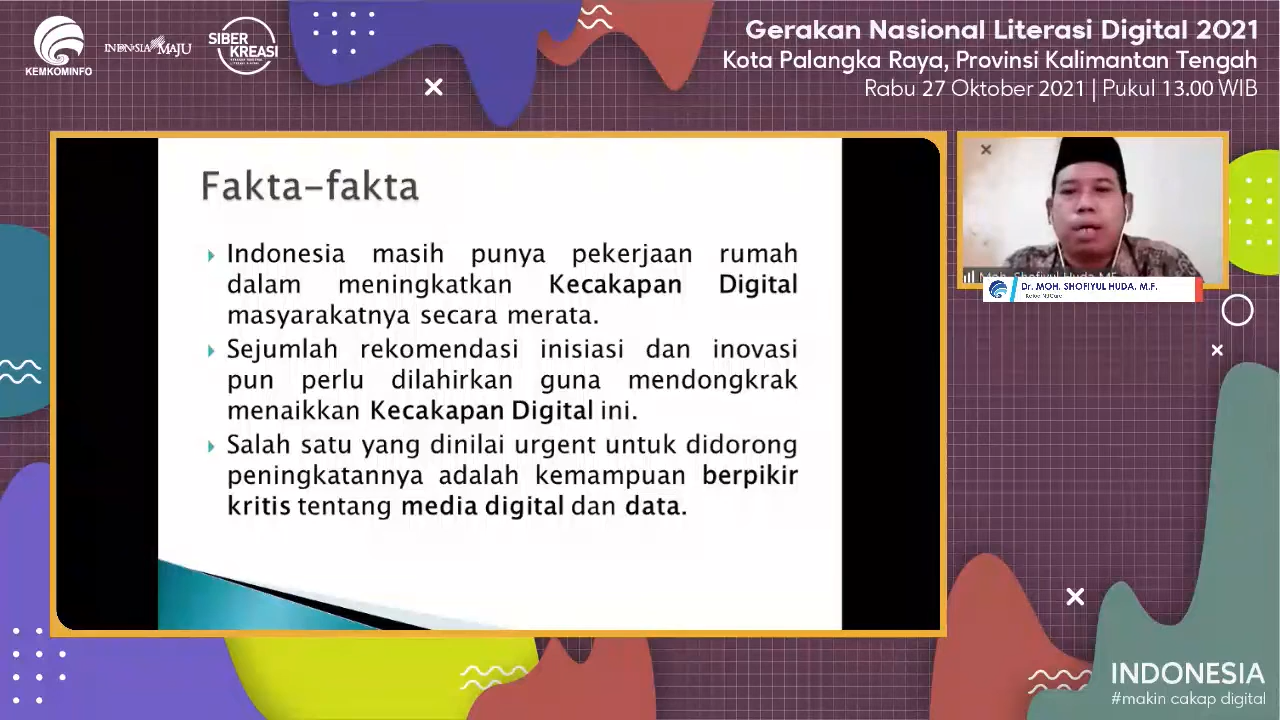 KEMKOMINFO
INDONESIA MAJU
SIBER
KREASI
Gerakan Nasional Literasi Digital 2021
Kota Palangka Raya, Provinsi Kalimantan Tengah
Rabu 27 Oktober 2021 | Pukul 13.00 WIB
Fakta-fakta
Indonesia masih punya pekerjaan rumah
dalam meningkatkan Kecakapan Digital
masyarakatnya secara merata.
Sejumlah rekomendasi inisiasi dan inovasi
pun perlu dilahirkan guna mendongkrak
menaikkan Kecakapan Digital ini.
Salah satu yang dinilai urgent untuk didorong
peningkatannya adalah kemampuan berpikir
kritis tentang media digital dan data.
Moh. Shofiyul Huda MF
Dr. MOH. SHOFIYUL HUDA, M.F.
INDONESIA
#makin cakap digital